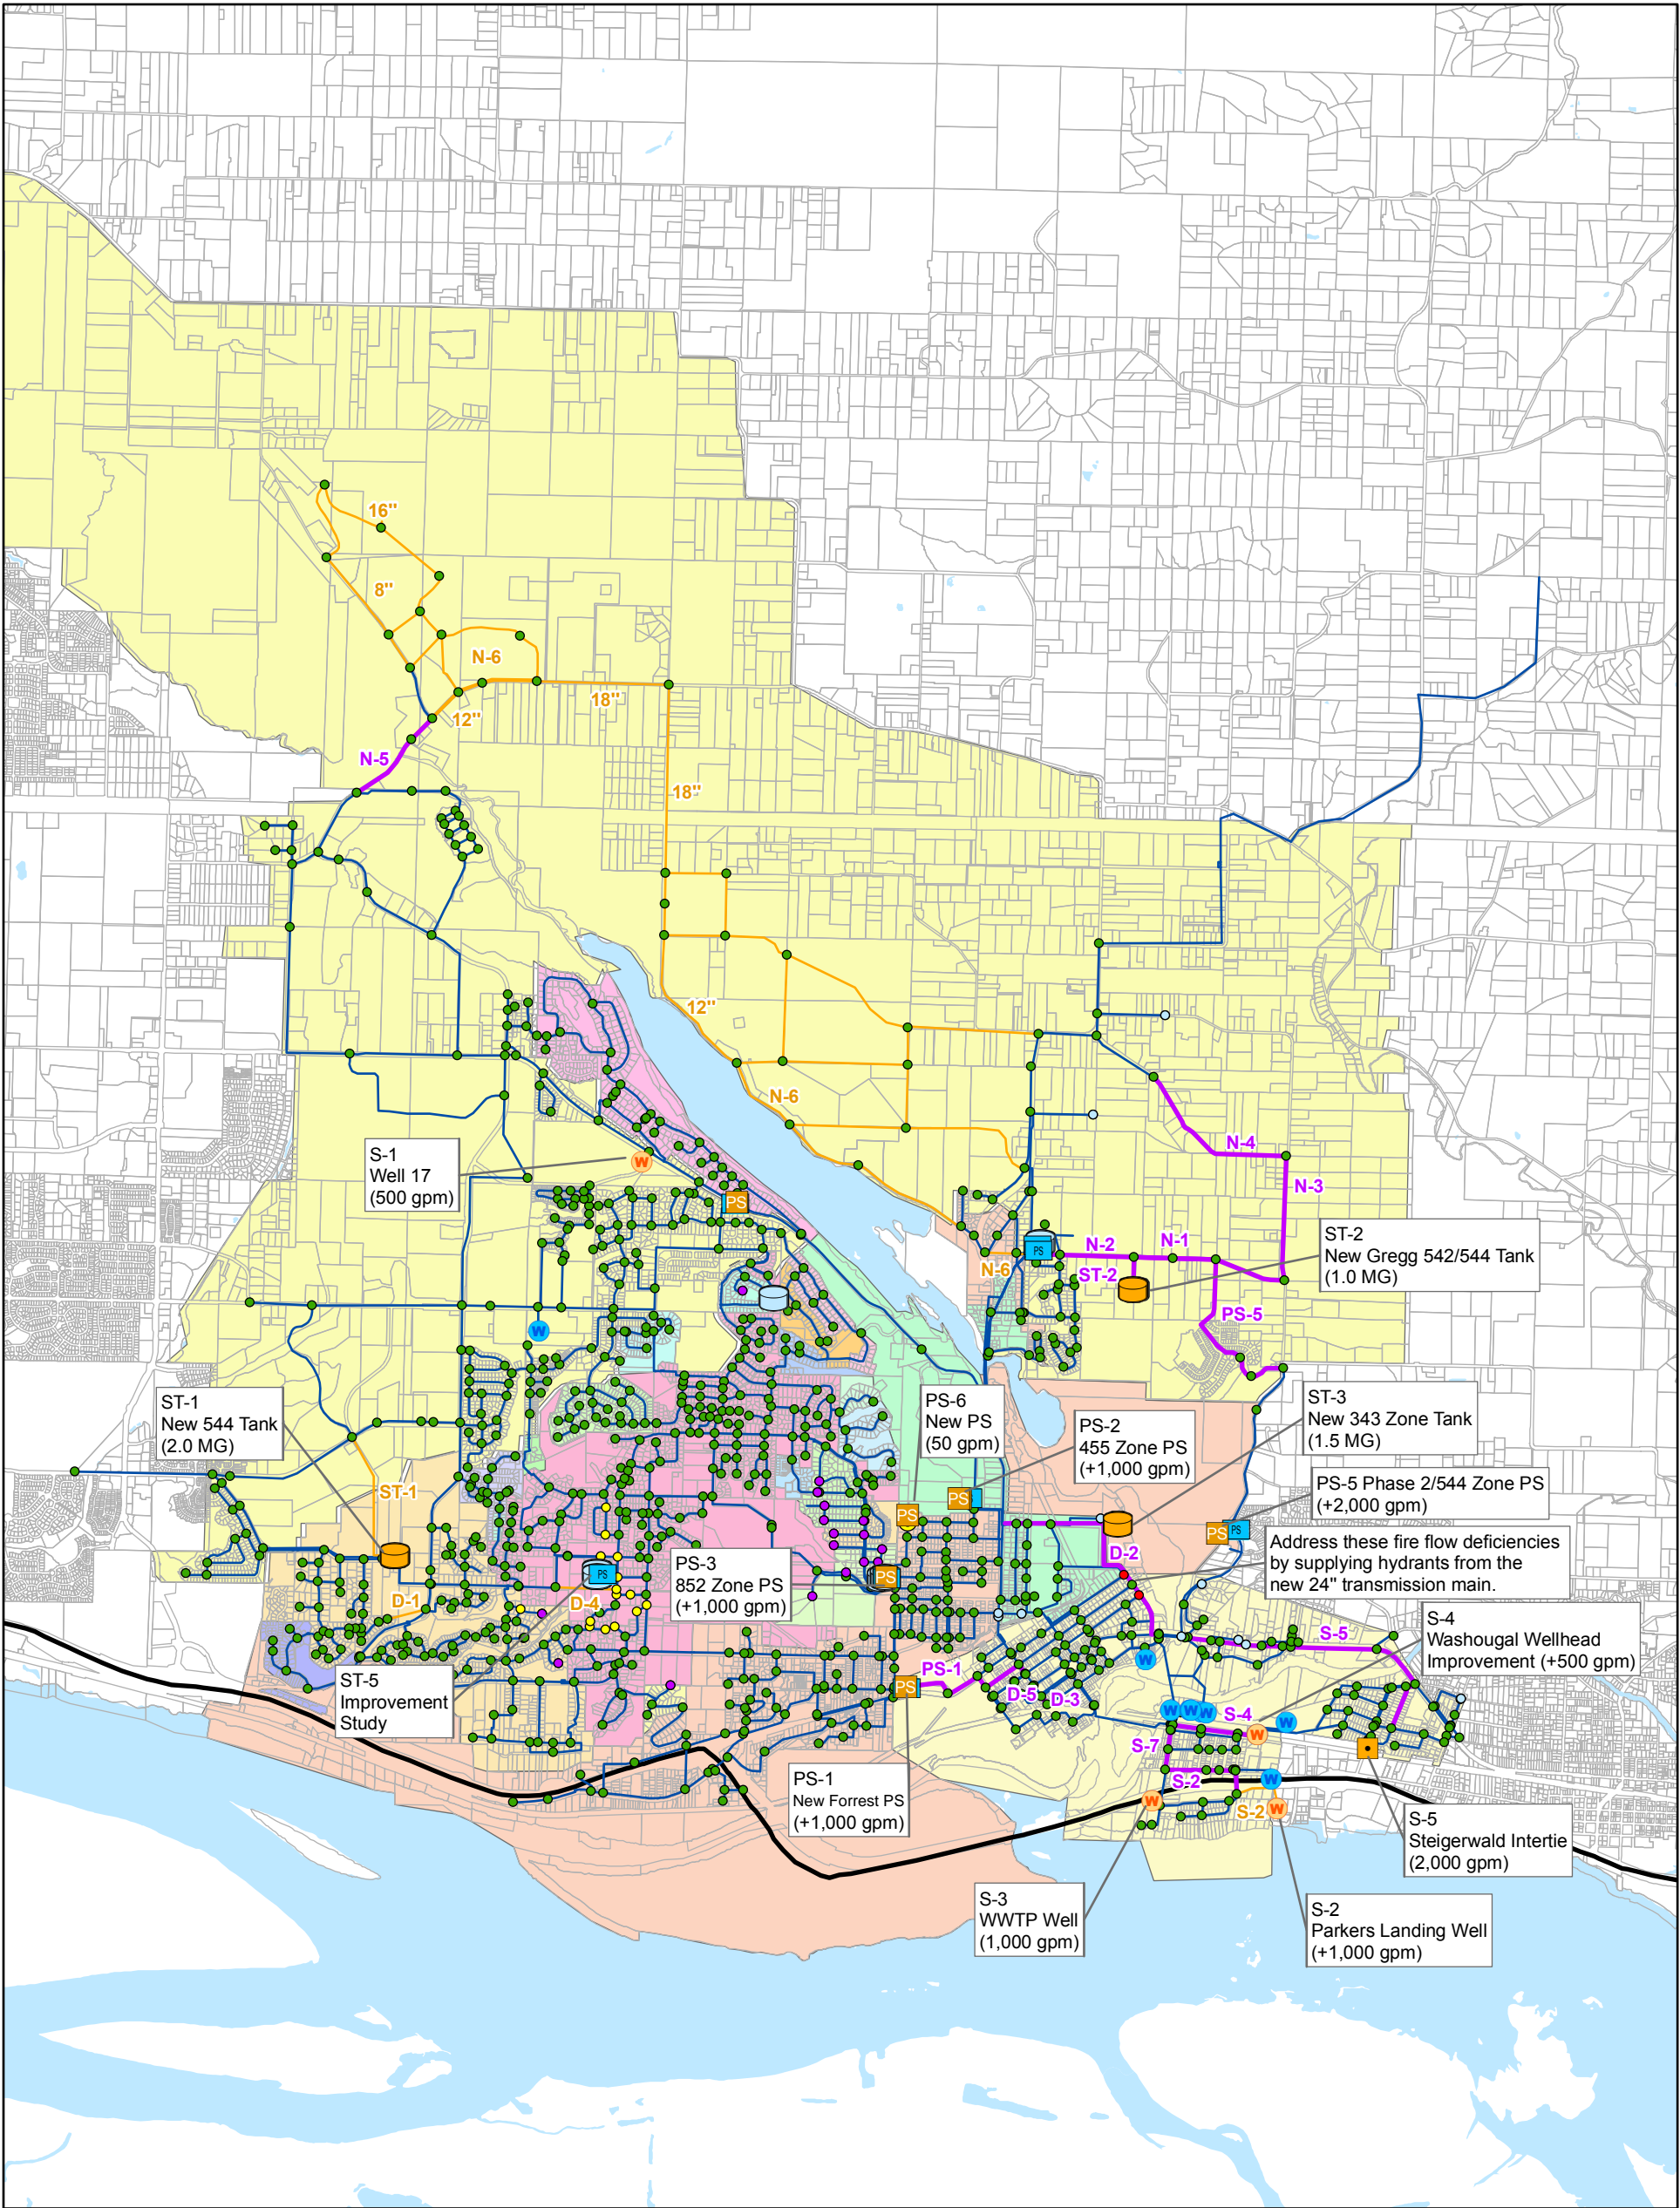 16"
8"
N-6
18"
12"
N-5
18"
12"
N-6
N-4
S-1
Well 17
(500 gpm)
W
N-3
PS
ST-2
New Gregg 542/544 Tank
(1.0 MG)
N-2
N-1
PS
N-6
ST-2
PS-5
W
ST-1
New 544 Tank
(2.0 MG)
PS-6
New PS
(50 gpm)
PS-2
455 Zone PS
(+1,000 gpm)
ST-3
New 343 Zone Tank
(1.5 MG)
PS-5 Phase 2/544 Zone PS
(+2,000 gpm)
ST-1
PS
PS
PS
PS
Address these fire flow deficiencies
by supplying hydrants from the
new 24" transmission main.
D-2
PS-3
852 Zone PS
(+1,000 gpm)
PS
PS
D-1
D-4
S-4
Washougal Wellhead
Improvement (+500 gpm)
S-5
W
ST-5
Improvement
Study
PS-1
PS
D-5
D-3
W
W
W
S-4
W
W
S-7
PS-1
New Forrest PS
(+1,000 gpm)
S-2
W
W
S-2
W
S-5
Steigerwald Intertie
(2,000 gpm)
S-3
WWTP Well
(1,000 gpm)
S-2
Parkers Landing Well
(+1,000 gpm)